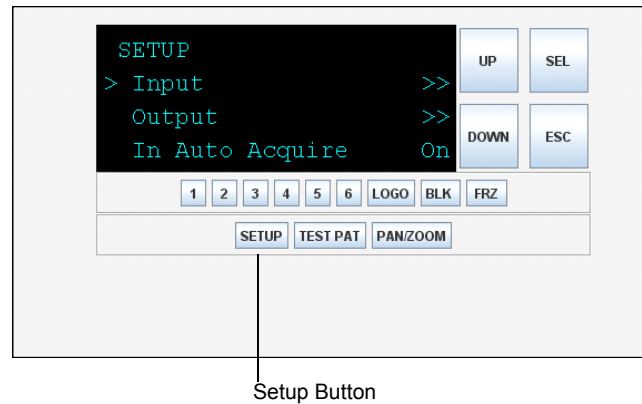 SETUP
> Input >>
Output >>
In Auto Acquire On
UP SEL
DOWN ESC
1 2 3 4 5 6 LOGO BLK FRZ
SETUP TEST PAT PAN/ZOOM
Setup Button